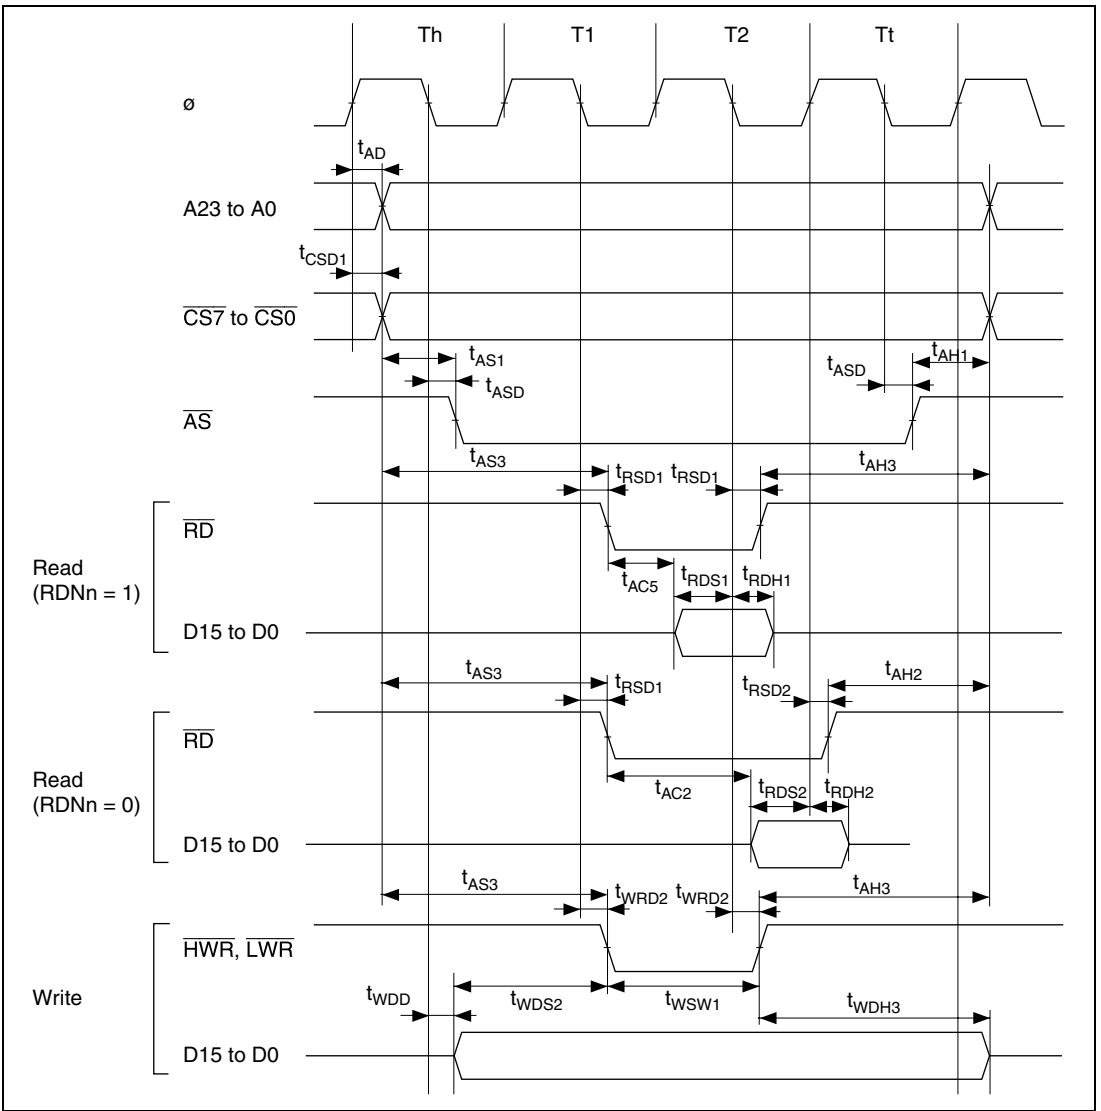 Th T1 T2 Tt
ø
tAD
A23 to A0
tCSD1
CS7 to CS0
tAS1
tAH1
tASD
tASD
AS
tAS3 tRSD1 tRSD1 tAH3
RD
Read
(RDNn = 1)
tAC5 tRDS1 tRDH1
D15 to D0
tAS3 tRSD1 tRSD2 tAH2
RD
Read
(RDNn = 0)
tAC2 tRDS2 tRDH2
D15 to D0
tAS3 tWRD2 tWRD2 tAH3
HWR, LWR
Write
tWDD tWDS2 tWSW1 tWDH3
D15 to D0